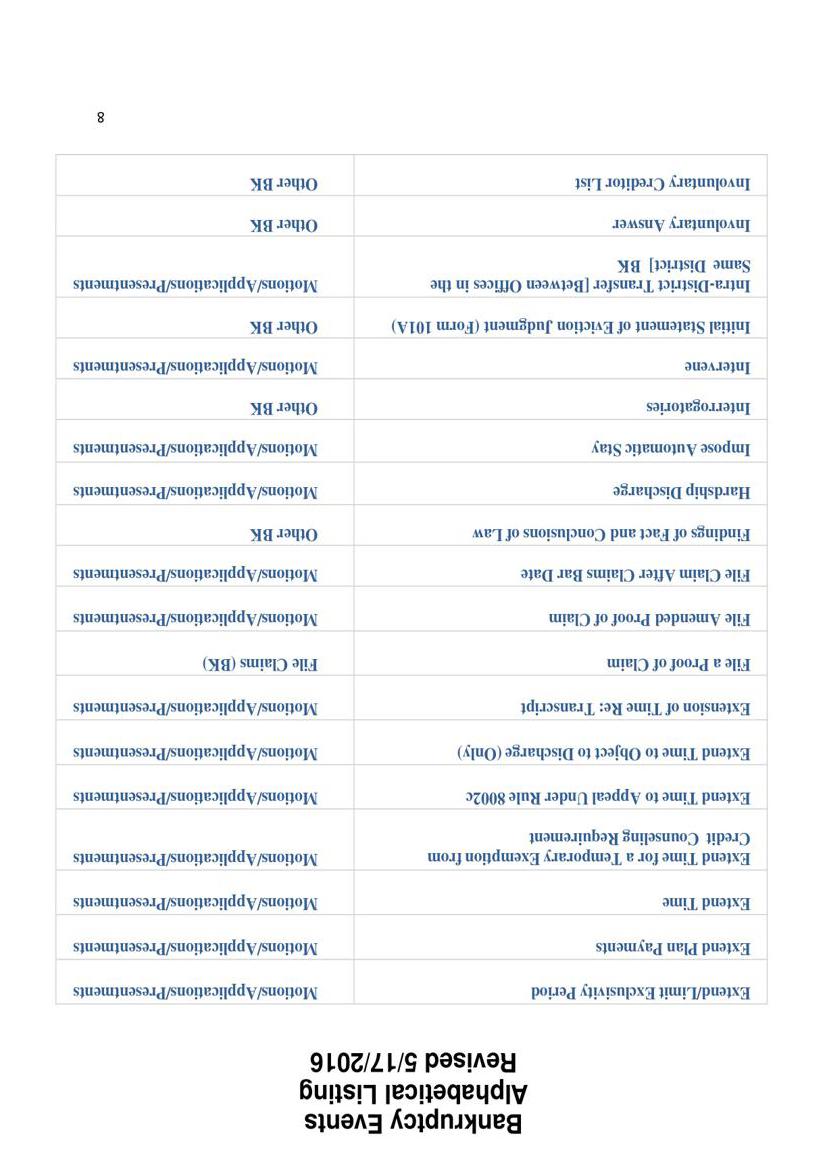 Bankruptcy Events
Alphabetical Listing
Revised 5/17/2016
Extend/Limit Exclusivity Period Motions/Applications/Presentments
Extend Plan Payments Motions/Applications/Presentments
Extend Time Motions/Applications/Presentments
Extend Time for a Temporary Exemption from Motions/Applications/Presentments
Credit Counseling Requirement
Extend Time to Appeal Under Rule 8002c Motions/Applications/Presentments
Extend Time to Object to Discharge (Only) Motions/Applications/Presentments
Extension of Time Re: Transcript Motions/Applications/Presentments
File a Proof of Claim File Claims (BK)
File Amended Proof of Claim Motions/Applications/Presentments
File Claim After Claims Bar Date Motions/Applications/Presentments
Findings of Fact and Conclusions of Law Other BK
Hardship Discharge Motions/Applications/Presentments
Impose Automatic Stay Motions/Applications/Presentments
Interrogatories Other BK
Intervene Motions/Applications/Presentments
Initial Statement of Eviction Judgment (Form 101A) Other BK
Intra-District Transfer [Between Offices in the Motions/Applications/Presentments
Same District] BK
Involuntary Answer Other BK
Involuntary Creditor List Other BK
8